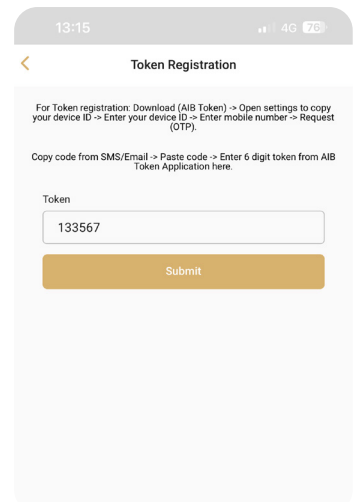 13:15
4G 76
Token Registration
For Token registration: Download (AIB Token) -> Open settings to copy
your device ID -> Enter your device ID -> Enter mobile number -> Request
(OTP).
Copy code from SMS/Email -> Paste code -> Enter 6 digit token from AIB
Token Application here.
Token
133567
Submit